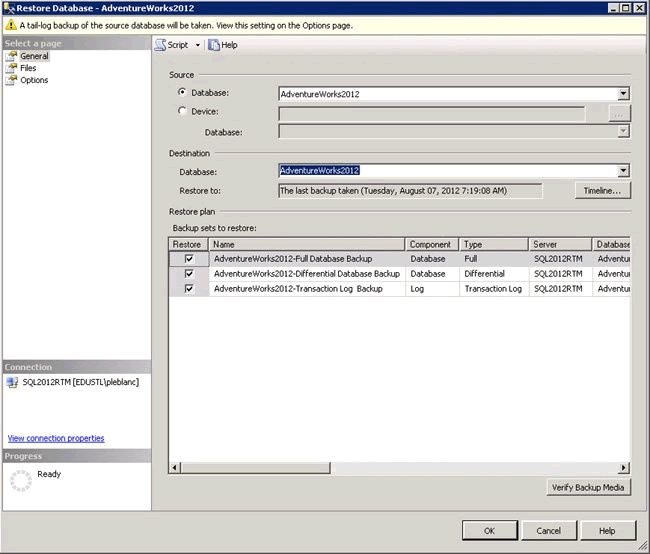 Restore Database - AdventureWorks2012
A tail-log backup of the source database will be taken. View this setting on the Options page.
Select a page
General
Files
Options
Script Help
Source
Database: AdventureWorks2012
Device: ...
Database:
Destination
Database: AdventureWorks2012
Restore to: The last backup taken (Tuesday, August 07, 2012 7:19:08 AM) Timeline...
Restore plan
Backup sets to restore:
Restore Name Component Type Server Database
AdventureWorks2012-Full Database Backup Database Full SQL2012RTM Adventur
AdventureWorks2012-Differential Database Backup Database Differential SQL2012RTM Adventur
AdventureWorks2012-Transaction Log Backup Log Transaction Log SQL2012RTM Adventur
Connection
SQL2012RTM [EDUSTL\pleblanc]
View connection properties
Progress
Ready
Verify Backup Media
OK Cancel Help